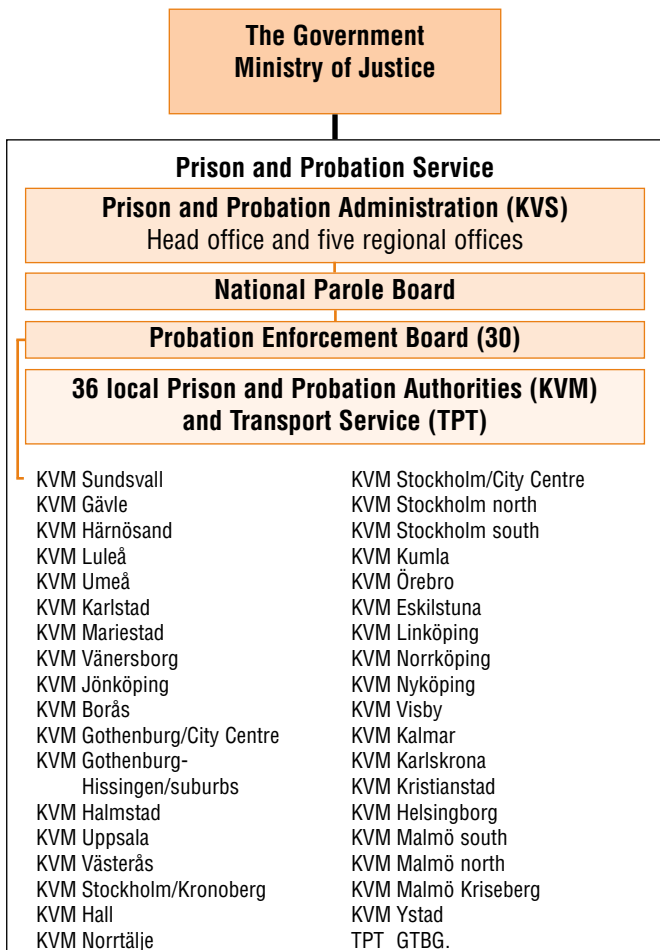 The Government
Ministry of Justice
Prison and Probation Service
Prison and Probation Administration (KVS)
Head office and five regional offices
National Parole Board
Probation Enforcement Board (30)
36 local Prison and Probation Authorities (KVM)
and Transport Service (TPT)
KVM Sundsvall
KVM Gävle
KVM Härnösand
KVM Luleå
KVM Umeå
KVM Karlstad
KVM Mariestad
KVM Vänersborg
KVM Jönköping
KVM Borås
KVM Gothenburg/City Centre
KVM Gothenburg-
Hissingen/suburbs
KVM Halmstad
KVM Uppsala
KVM Västerås
KVM Stockholm/Kronoberg
KVM Hall
KVM Norrtälje
KVM Stockholm/City Centre
KVM Stockholm north
KVM Stockholm south
KVM Kumla
KVM Örebro
KVM Eskilstuna
KVM Linköping
KVM Norrköping
KVM Nyköping
KVM Visby
KVM Kalmar
KVM Karlskrona
KVM Kristianstad
KVM Helsingborg
KVM Malmö south
KVM Malmö north
KVM Malmö Kriseberg
KVM Ystad
TPT GTBG.